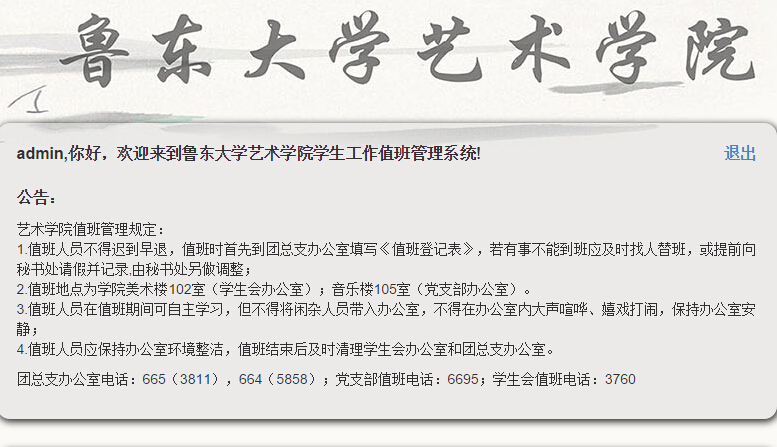 鲁东大学艺术学院
admin,你好，欢迎来到鲁东大学艺术学院学生工作值班管理系统!
退出
公告：
艺术学院值班管理规定：
1.值班人员不得迟到早退，值班时首先到团总支办公室填写《值班登记表》，若有事不能到班应及时找人替班，或提前向
秘书处请假并记录,由秘书处另做调整；
2.值班地点为学院美术楼102室（学生会办公室）；音乐楼105室（党支部办公室）。
3.值班人员在值班期间可自主学习，但不得将闲杂人员带入办公室，不得在办公室内大声喧哗、嬉戏打闹，保持办公室安
静；
4.值班人员应保持办公室环境整洁，值班结束后及时清理学生会办公室和团总支办公室。
团总支办公室电话：665（3811），664（5858）；党支部值班电话：6695；学生会值班电话：3760